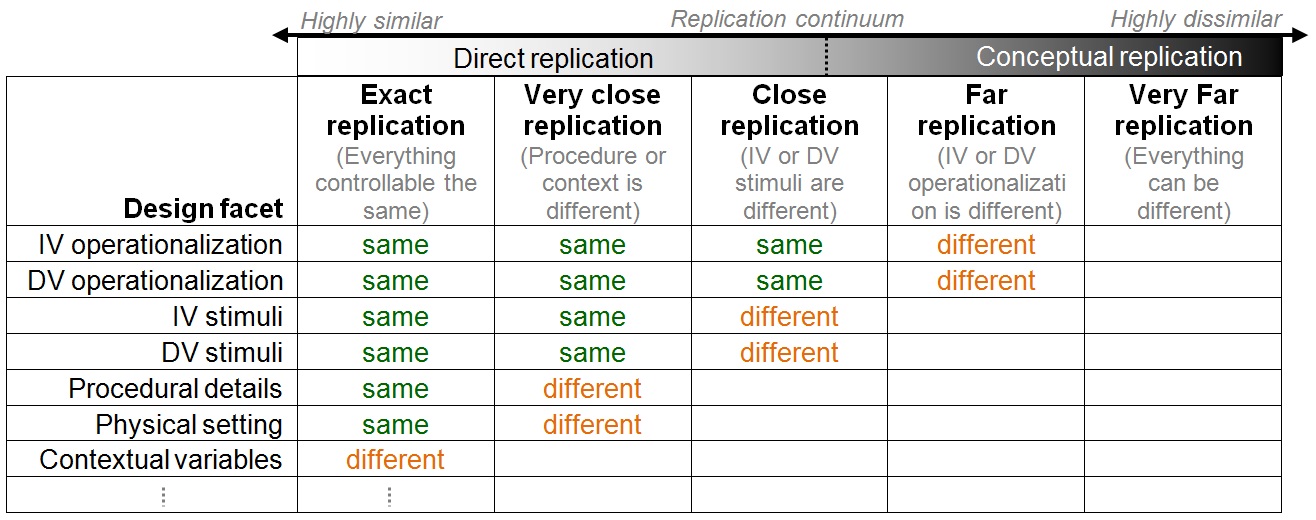 Highly similar Replication continuum Highly dissimilar
Direct replication Conceptual replication
Design facet
Exact replication (Everything controllable the same)
Very close replication (Procedure or context is different)
Close replication (IV or DV stimuli are different)
Far replication (IV or DV operationalizati on is different)
Very Far replication (Everything can be different)
IV operationalization same same same different
DV operationalization same same same different
IV stimuli same same different
DV stimuli same same different
Procedural details same different
Physical setting same different
Contextual variables different